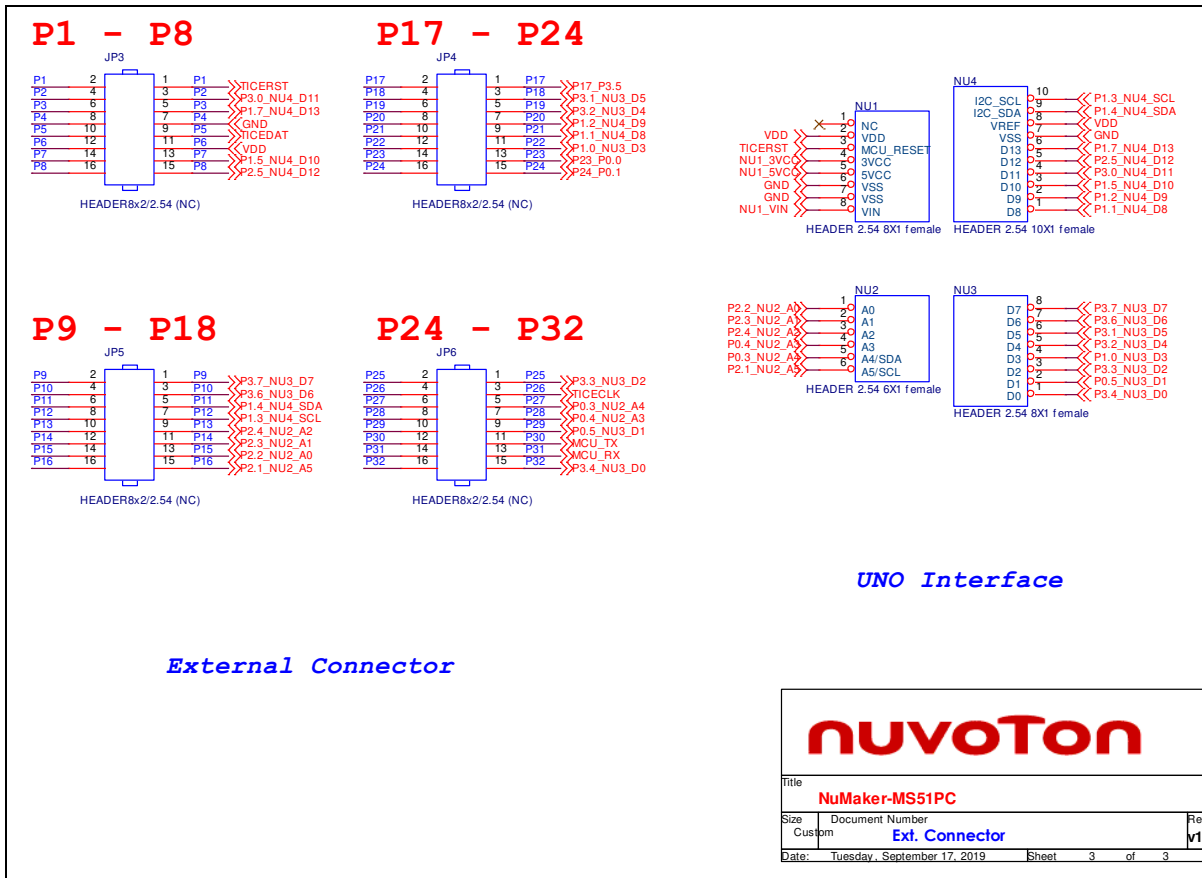 P1 - P8
JP3
P1 2 1 P1 TICERST
P2 4 3 P2 P3.0_NU4_D11
P3 6 5 P3 P1.7_NU4_D13
P4 8 7 P4 GND
P5 10 9 P5 TICEDAT
P6 12 11 P6 VDD
P7 14 13 P7 P1.5_NU4_D10
P8 16 15 P8 P2.5_NU4_D12
HEADER8x2/2.54 (NC)
P17 - P24
JP4
P17 2 1 P17 P17_P3.5
P18 4 3 P18 P3.1_NU3_D5
P19 6 5 P19 P3.2_NU3_D4
P20 8 7 P20 P1.2_NU4_D9
P21 10 9 P21 P1.1_NU4_D8
P22 12 11 P22 P1.0_NU3_D3
P23 14 13 P23 P23_P0.0
P24 16 15 P24 P24_P0.1
HEADER8x2/2.54 (NC)
NU1
1 NC
VDD 2 VDD
TICERST 3 MCU_RESET
NU1_3VCC 4 3VCC
NU1_5VCC 5 5VCC
GND 6 VSS
GND 7 VSS
NU1_VIN 8 VIN
HEADER 2.54 8X1 female
NU4
I2C_SCL 10 P1.3_NU4_SCL
I2C_SDA 9 P1.4_NU4_SDA
VREF 8 VDD
VSS 7 GND
D13 6 P1.7_NU4_D13
D12 5 P2.5_NU4_D12
D11 4 P3.0_NU4_D11
D10 3 P1.5_NU4_D10
D9 2 P1.2_NU4_D9
D8 1 P1.1_NU4_D8
HEADER 2.54 10X1 female
P9 - P18
JP5
P9 2 1 P9 P3.7_NU3_D7
P10 4 3 P10 P3.6_NU3_D6
P11 6 5 P11 P1.4_NU4_SDA
P12 8 7 P12 P1.3_NU4_SCL
P13 10 9 P13 P2.4_NU2_A2
P14 12 11 P14 P2.3_NU2_A1
P15 14 13 P15 P2.2_NU2_A0
P16 16 15 P16 P2.1_NU2_A5
HEADER8x2/2.54 (NC)
P24 - P32
JP6
P25 2 1 P25 P3.3_NU3_D2
P26 4 3 P26 TICECLK
P27 6 5 P27 P0.3_NU2_A4
P28 8 7 P28 P0.4_NU2_A3
P29 10 9 P29 P0.5_NU3_D1
P30 12 11 P30 MCU_TX
P31 14 13 P31 MCU_RX
P32 16 15 P32 P3.4_NU3_D0
HEADER8x2/2.54 (NC)
NU2
P2.2_NU2_A0 1 A0
P2.3_NU2_A1 2 A1
P2.4_NU2_A2 3 A2
P0.4_NU2_A3 4 A3
P0.3_NU2_A4 5 A4/SDA
P2.1_NU2_A5 6 A5/SCL
HEADER 2.54 6X1 female
NU3
D7 8 P3.7_NU3_D7
D6 7 P3.6_NU3_D6
D5 6 P3.1_NU3_D5
D4 5 P3.2_NU3_D4
D3 4 P1.0_NU3_D3
D2 3 P3.3_NU3_D2
D1 2 P0.5_NU3_D1
D0 1 P3.4_NU3_D0
HEADER 2.54 8X1 female
UNO Interface
External Connector
nuvoTon
Title
NuMaker-MS51PC
Size Document Number Re
Custom Ext. Connector v1
Date: Tuesday, September 17, 2019 Sheet 3 of 3